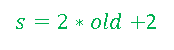 s = 2 * old +2